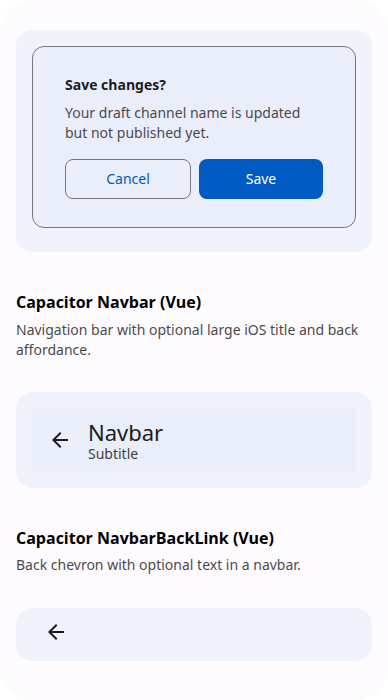 Save changes?
Your draft channel name is updated
but not published yet.
Cancel
Save
Capacitor Navbar (Vue)
Navigation bar with optional large iOS title and back
affordance.
Navbar
Subtitle
Capacitor NavbarBackLink (Vue)
Back chevron with optional text in a navbar.